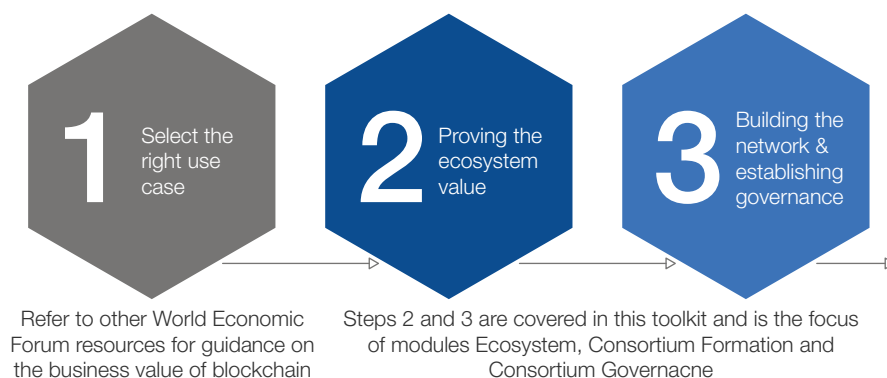 1
Select the
right use
case
2
Proving the
ecosystem
value
3
Building the
network &
establishing
governance
Refer to other World Economic
Forum resources for guidance on
the business value of blockchain
Steps 2 and 3 are covered in this toolkit and is the focus
of modules Ecosystem, Consortium Formation and
Consortium Governacne